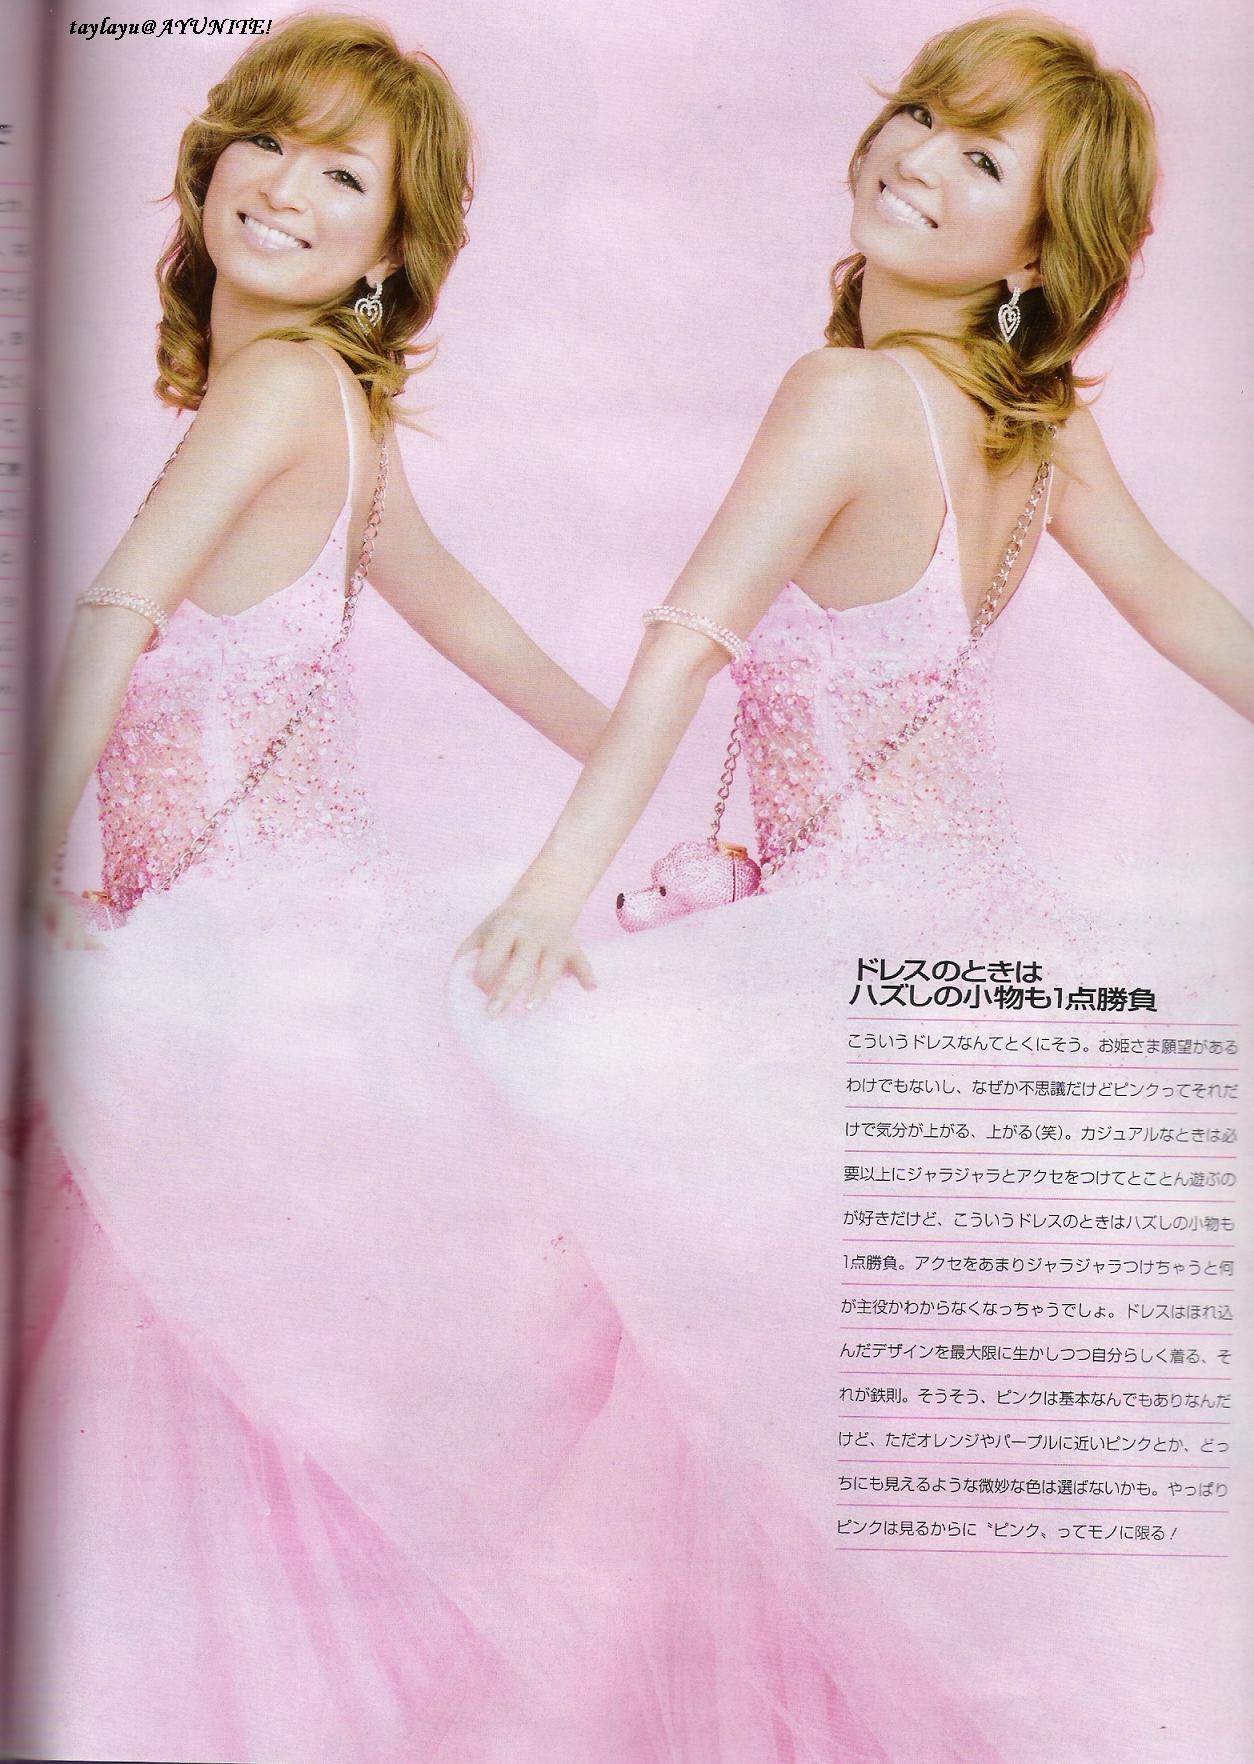 taylayu@AYUNITE!
ドレスのときは
ハズしの小物も1点勝負
こういうドレスなんてとくにそう。お姫さま願望がある
わけでもないし、なぜか不思議だけどピンクってそれだ
けで気分が上がる、上がる(笑)。カジュアルなときは必
要以上にジャラジャラとアクセをつけてとことん遊ぶの
が好きだけど、こういうドレスのときはハズしの小物も
1点勝負。アクセをあまりジャラジャラつけちゃうと何
が主役かわからなくなっちゃうでしょ。ドレスはほれ込
んだデザインを最大限に生かしつつ自分らしく着る、そ
れが鉄則。そうそう、ピンクは基本なんでもありなんだ
けど、ただオレンジやパープルに近いピンクとか、どっ
ちにも見えるような微妙な色は選ばないかも。やっぱり
ピンクは見るからに〝ピンク〟ってモノに限る!